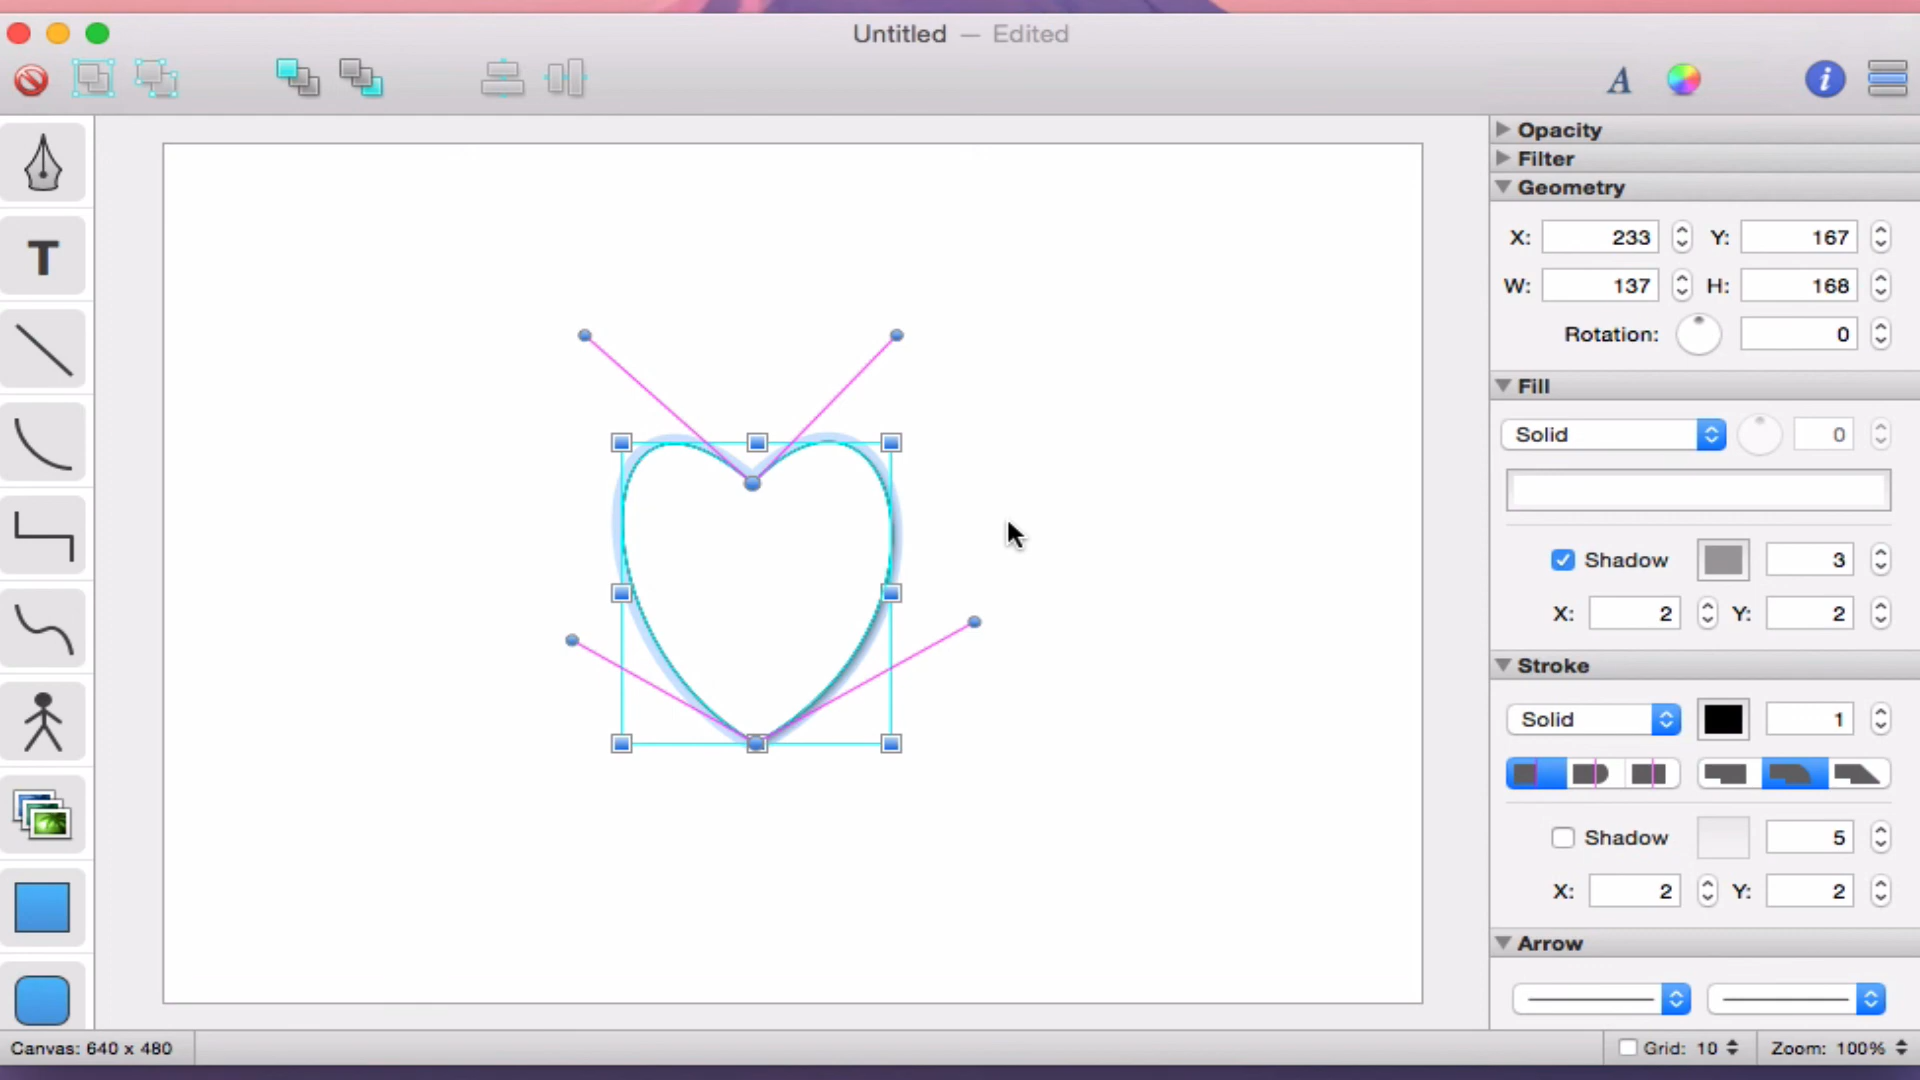 Untitled — Edited
A
i
T
Opacity
Filter
Geometry
X: 233 Y: 167
W: 137 H: 168
Rotation: 0
Fill
Solid 0
Shadow 3
X: 2 Y: 2
Stroke
Solid 1
Shadow 5
X: 2 Y: 2
Arrow
Canvas: 640 x 480
Grid: 10 Zoom: 100%